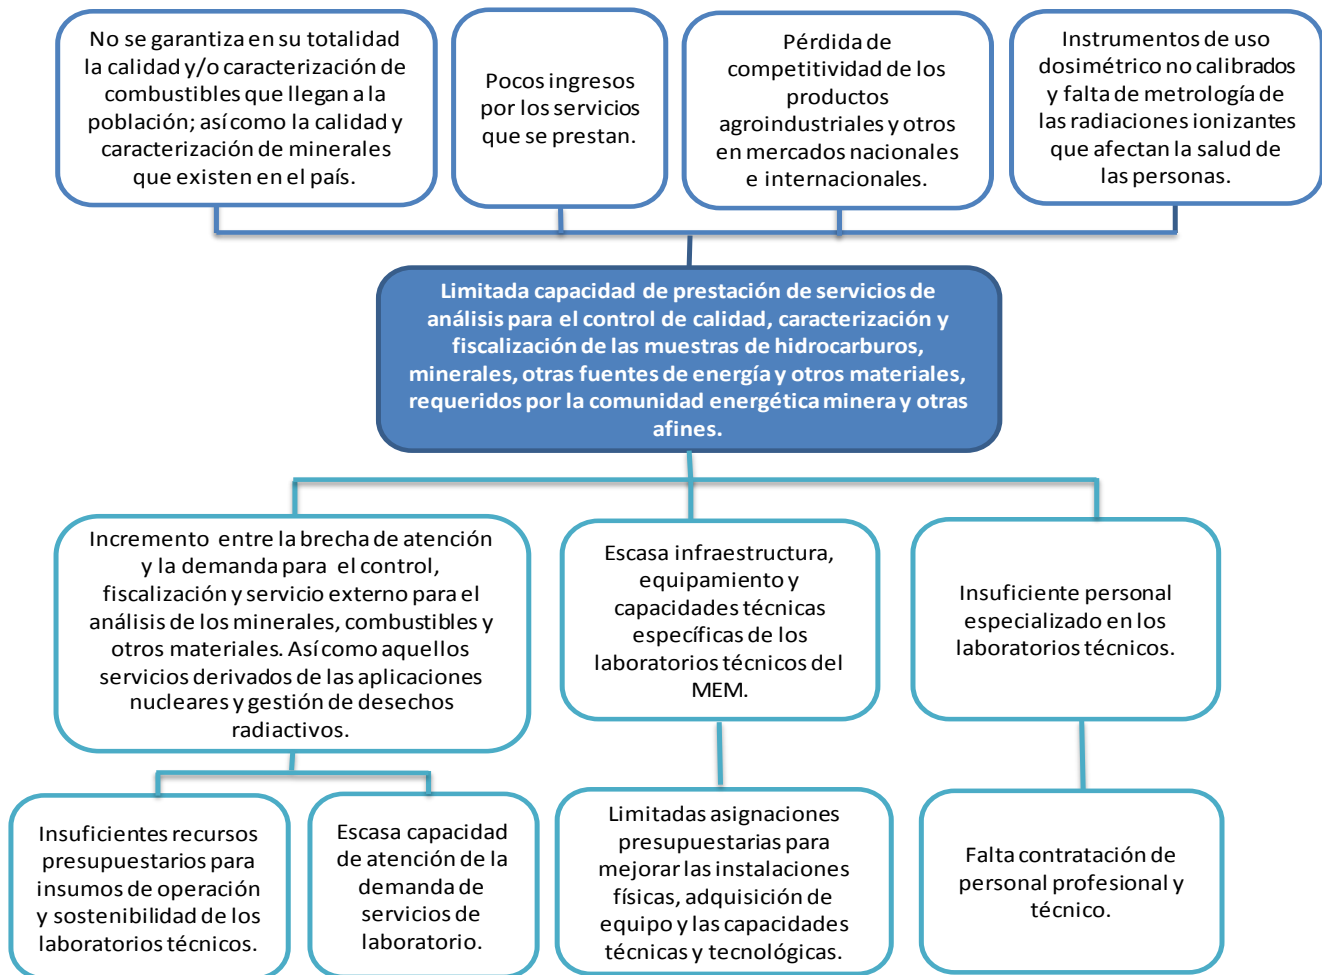 No se garantiza en su totalidad
la calidad y/o caracterización de
combustibles que llegan a la
población; así como la calidad y
caracterización de minerales
que existen en el país.
Pocos ingresos
por los servicios
que se prestan.
Pérdida de
competitividad de los
productos
agroindustriales y otros
en mercados nacionales
e internacionales.
Instrumentos de uso
dosimétrico no calibrados
y falta de metrología de
las radiaciones ionizantes
que afectan la salud de
las personas.
Limitada capacidad de prestación de servicios de
análisis para el control de calidad, caracterización y
fiscalización de las muestras de hidrocarburos,
minerales, otras fuentes de energía y otros materiales,
requeridos por la comunidad energética minera y otras
afines.
Incremento entre la brecha de atención
y la demanda para el control,
fiscalización y servicio externo para el
análisis de los minerales, combustibles y
otros materiales. Así como aquellos
servicios derivados de las aplicaciones
nucleares y gestión de desechos
radiactivos.
Escasa infraestructura,
equipamiento y
capacidades técnicas
específicas de los
laboratorios técnicos del
MEM.
Insuficiente personal
especializado en los
laboratorios técnicos.
Insuficientes recursos
presupuestarios para
insumos de operación
y sostenibilidad de los
laboratorios técnicos.
Escasa capacidad
de atención de la
demanda de
servicios de
laboratorio.
Limitadas asignaciones
presupuestarias para
mejorar las instalaciones
físicas, adquisición de
equipo y las capacidades
técnicas y tecnológicas.
Falta contratación de
personal profesional y
técnico.